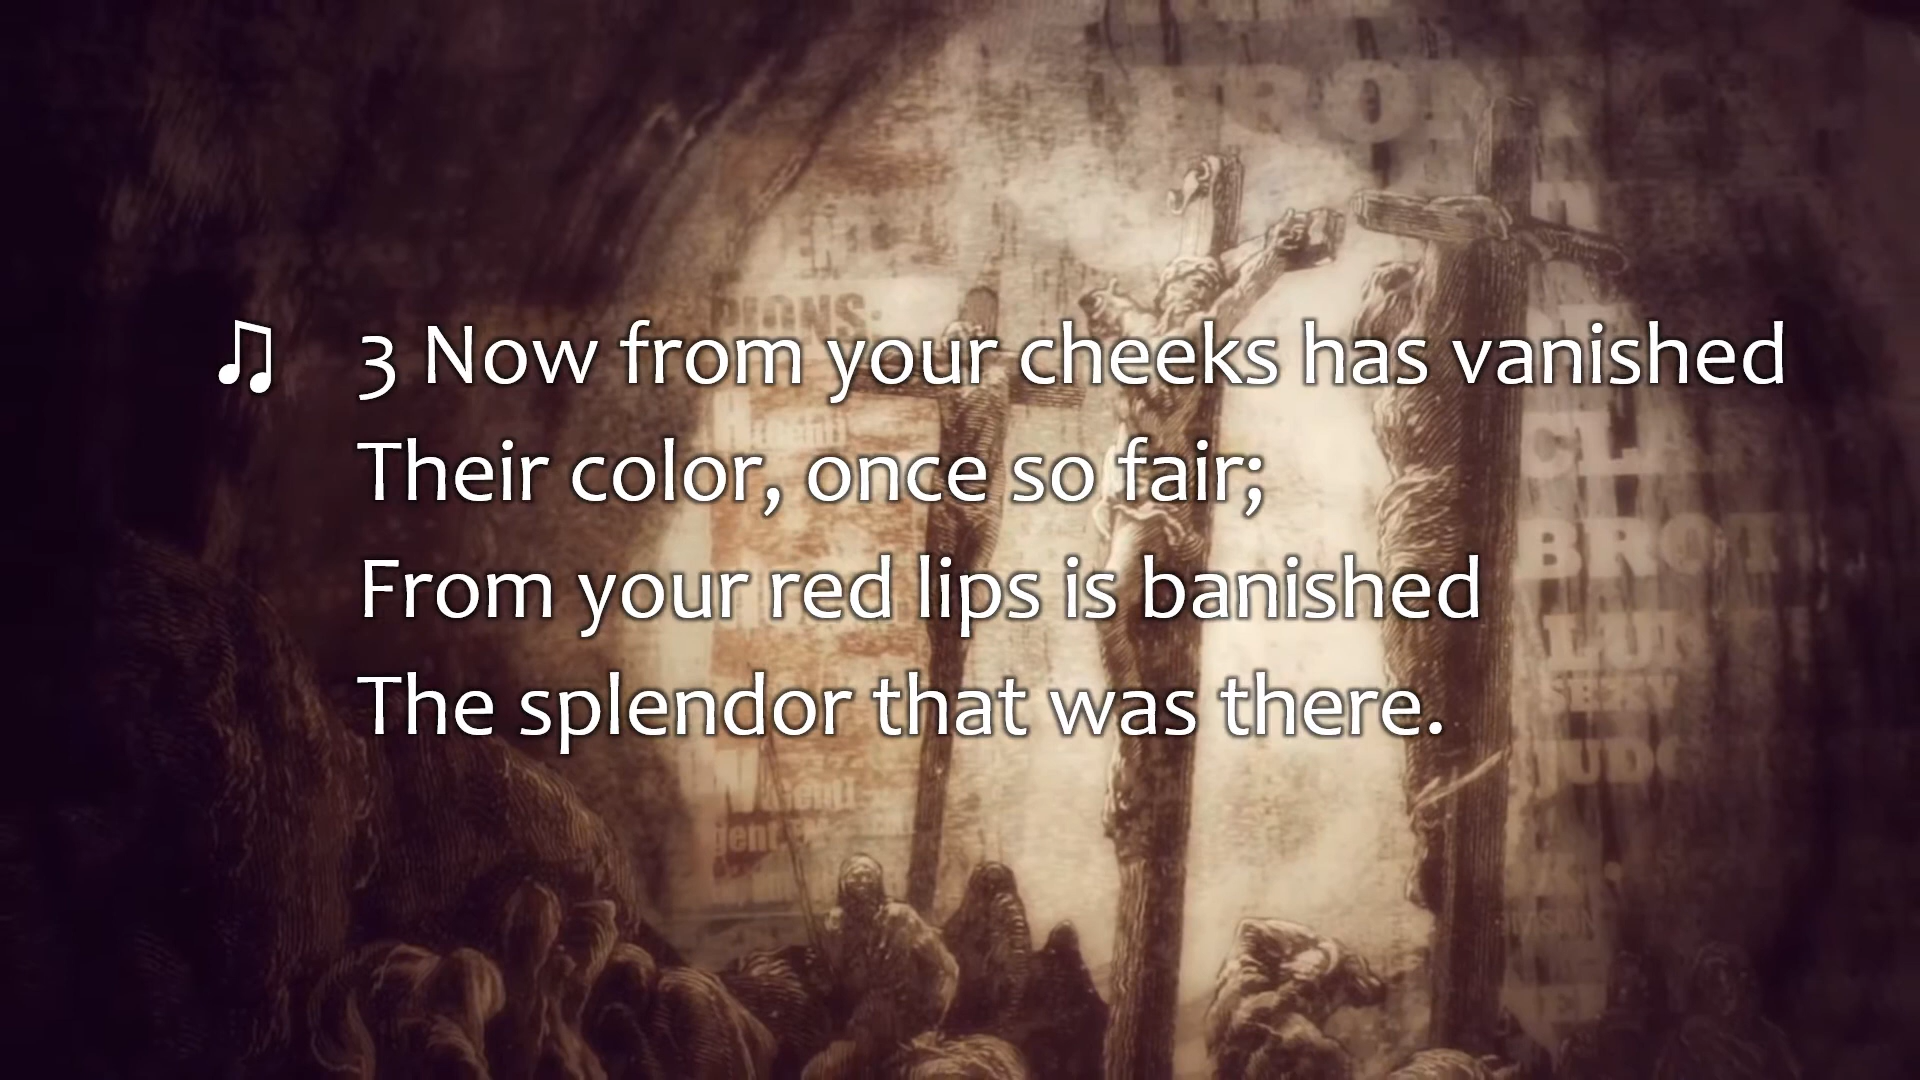 ♫ 3 Now from your cheeks has vanished
Their color, once so fair;
From your red lips is banished
The splendor that was there.